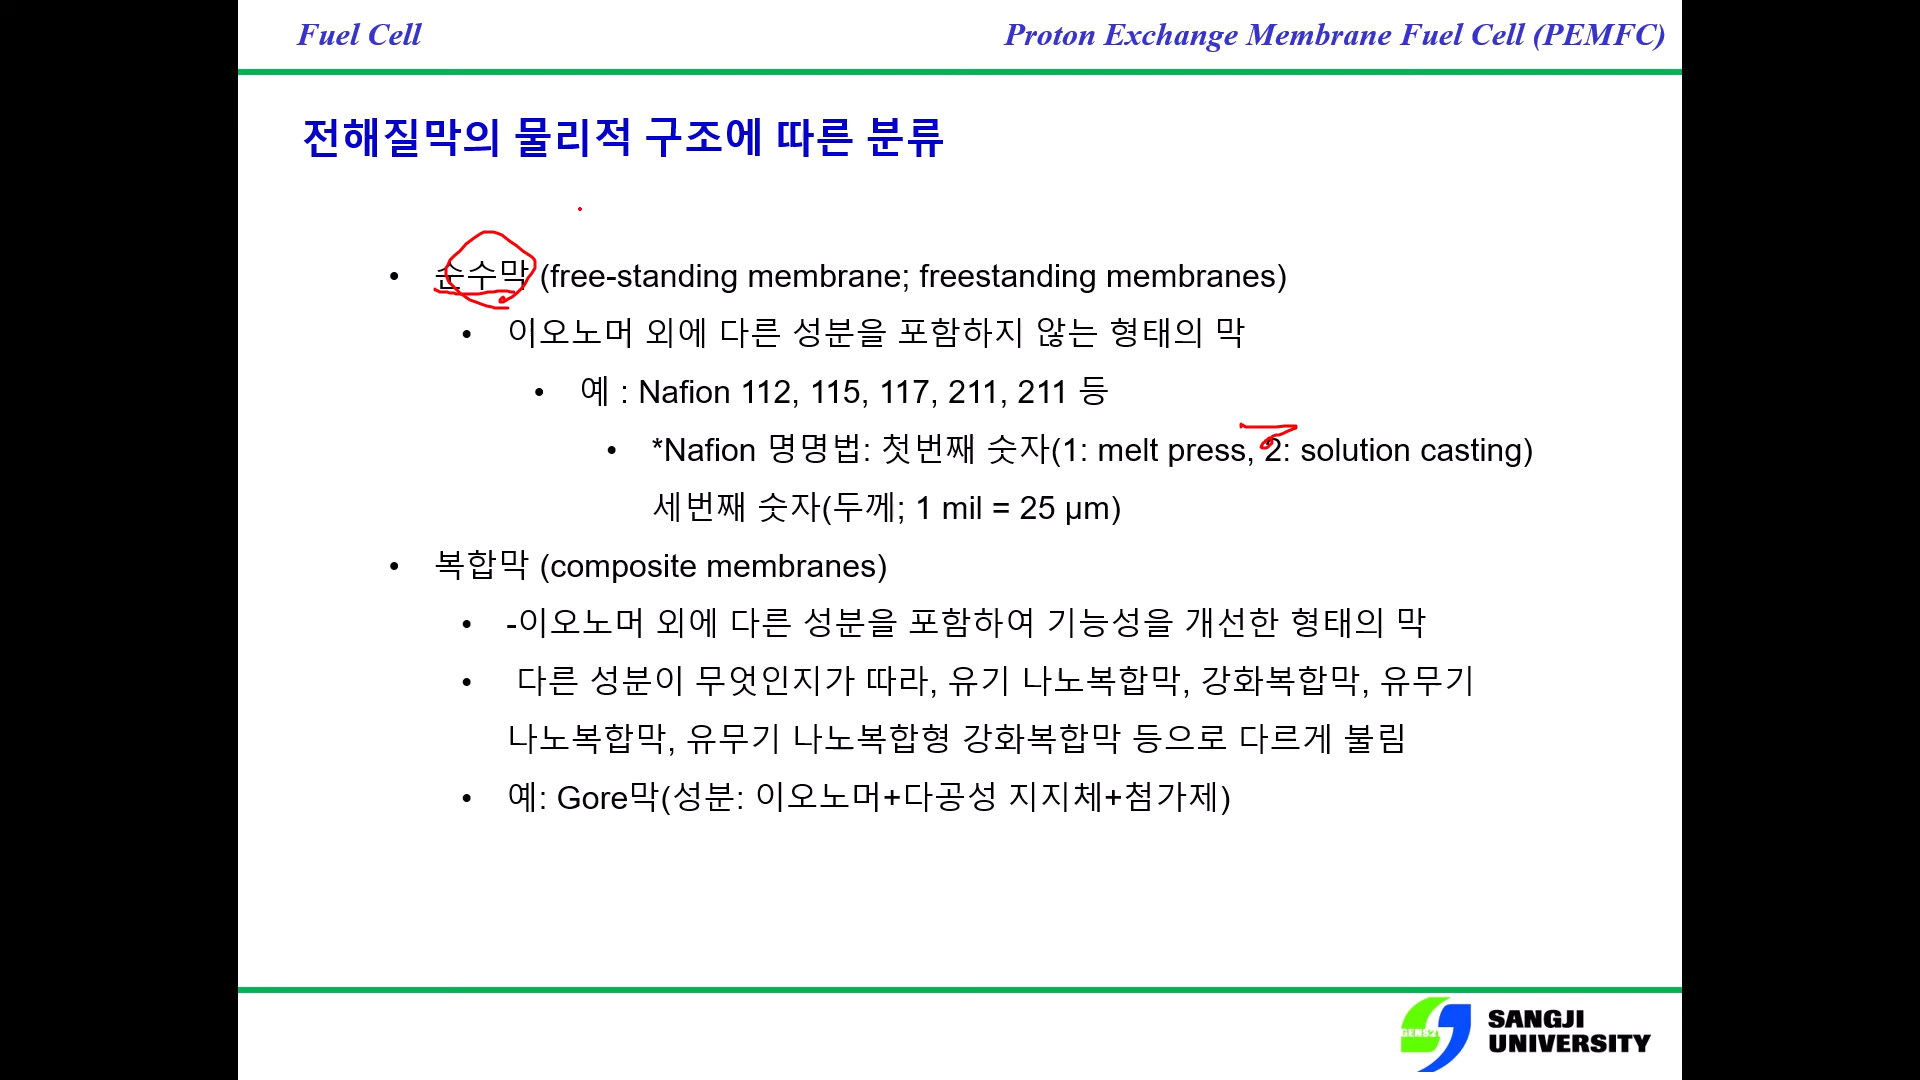 Fuel Cell
Proton Exchange Membrane Fuel Cell (PEMFC)
전해질막의 물리적 구조에 따른 분류
• 순수막 (free-standing membrane; freestanding membranes)
• 이오노머 외에 다른 성분을 포함하지 않는 형태의 막
• 예 : Nafion 112, 115, 117, 211, 211 등
• *Nafion 명명법: 첫번째 숫자(1: melt press, 2: solution casting)
세번째 숫자(두께; 1 mil = 25 μm)
• 복합막 (composite membranes)
• -이오노머 외에 다른 성분을 포함하여 기능성을 개선한 형태의 막
• 다른 성분이 무엇인지가 따라, 유기 나노복합막, 강화복합막, 유무기
나노복합막, 유무기 나노복합형 강화복합막 등으로 다르게 불림
• 예: Gore막(성분: 이오노머+다공성 지지체+첨가제)
GENS21
SANGJI
UNIVERSITY